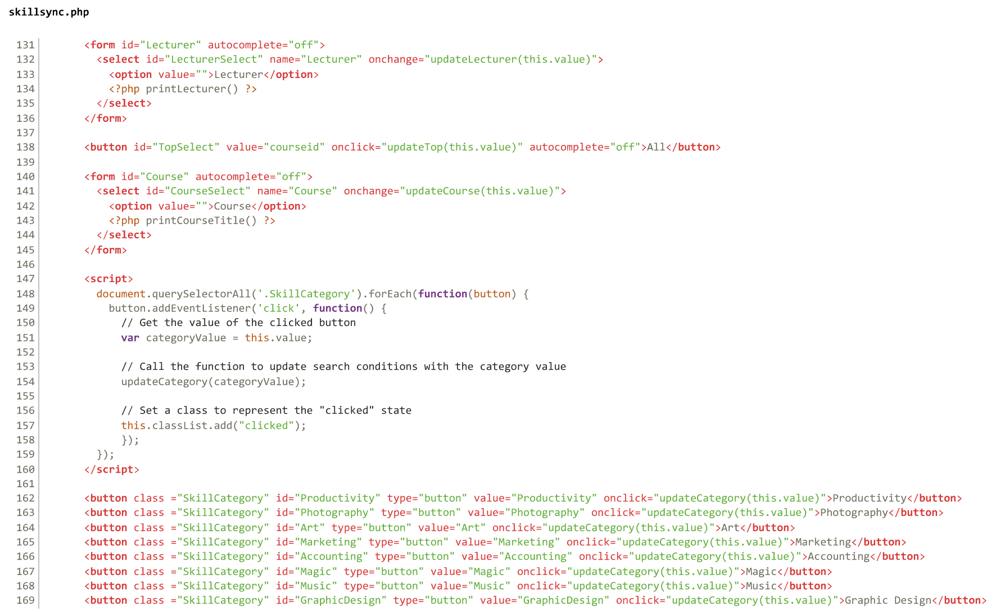 skillsync.php
131 <form id="Lecturer" autocomplete="off">
132 <select id="LecturerSelect" name="Lecturer" onchange="updateLecturer(this.value)">
133 <option value="">Lecturer</option>
134 <?php printLecturer() ?>
135 </select>
136 </form>
137
138 <button id="TopSelect" value="courseid" onclick="updateTop(this.value)" autocomplete="off">All</button>
139
140 <form id="Course" autocomplete="off">
141 <select id="CourseSelect" name="Course" onchange="updateCourse(this.value)">
142 <option value="">Course</option>
143 <?php printCourseTitle() ?>
144 </select>
145 </form>
146
147 <script>
148 document.querySelectorAll('.SkillCategory').forEach(function(button) {
149 button.addEventListener('click', function() {
150 // Get the value of the clicked button
151 var categoryValue = this.value;
152
153 // Call the function to update search conditions with the category value
154 updateCategory(categoryValue);
155
156 // Set a class to represent the "clicked" state
157 this.classList.add("clicked");
158 });
159 });
160 </script>
161
162 <button class ="SkillCategory" id="Productivity" type="button" value="Productivity" onclick="updateCategory(this.value)">Productivity</button>
163 <button class ="SkillCategory" id="Photography" type="button" value="Photography" onclick="updateCategory(this.value)">Photography</button>
164 <button class ="SkillCategory" id="Art" type="button" value="Art" onclick="updateCategory(this.value)">Art</button>
165 <button class ="SkillCategory" id="Marketing" type="button" value="Marketing" onclick="updateCategory(this.value)">Marketing</button>
166 <button class ="SkillCategory" id="Accounting" type="button" value="Accounting" onclick="updateCategory(this.value)">Accounting</button>
167 <button class ="SkillCategory" id="Magic" type="button" value="Magic" onclick="updateCategory(this.value)">Magic</button>
168 <button class ="SkillCategory" id="Music" type="button" value="Music" onclick="updateCategory(this.value)">Music</button>
169 <button class ="SkillCategory" id="GraphicDesign" type="button" value="GraphicDesign" onclick="updateCategory(this.value)">Graphic Design</button>